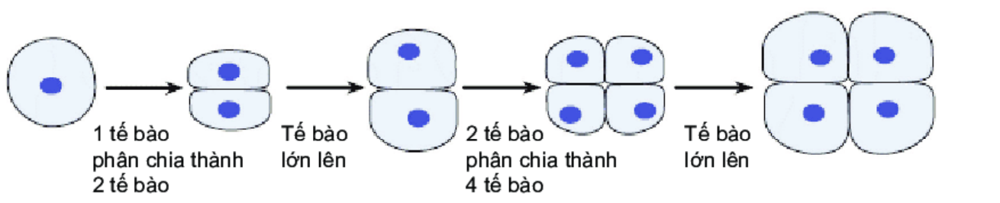 1 tế bào
phân chia thành
2 tế bào
Tế bào
lớn lên
2 tế bào
phân chia thành
4 tế bào
Tế bào
lớn lên